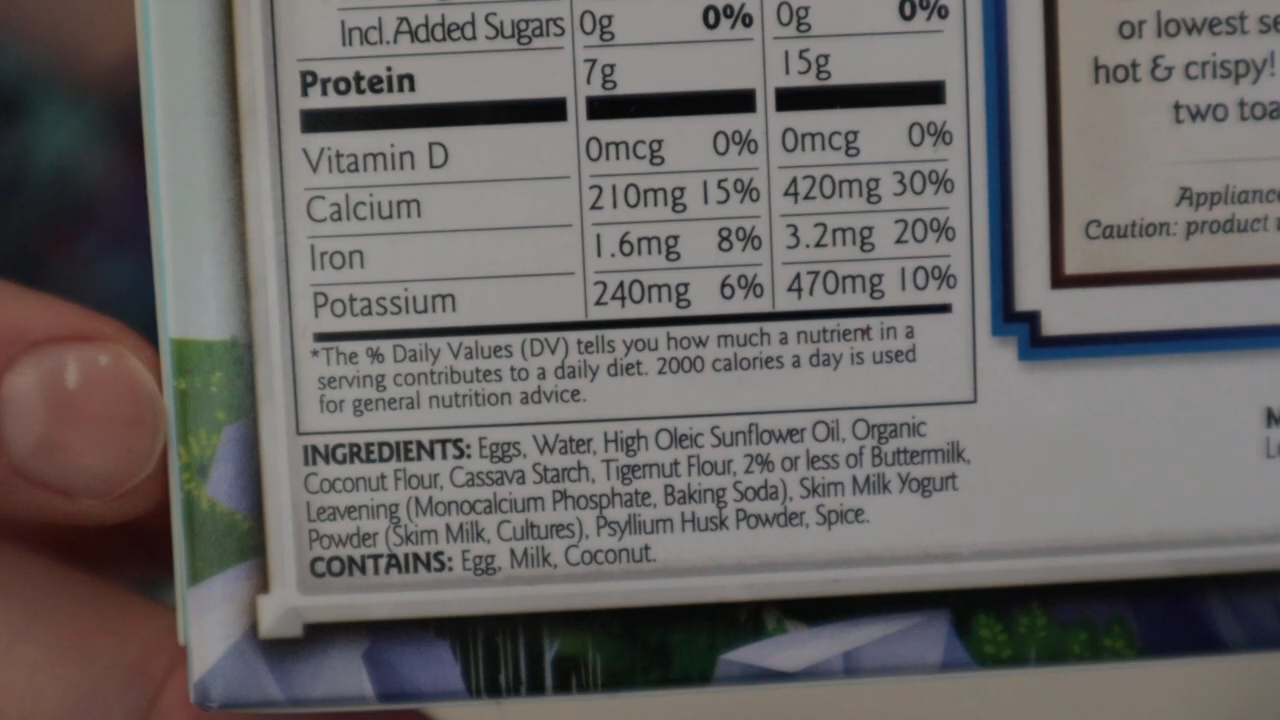 Incl. Added Sugars 0g 0% 0g 0%
Protein 7g 15g
Vitamin D 0mcg 0% 0mcg 0%
Calcium 210mg 15% 420mg 30%
Iron 1.6mg 8% 3.2mg 20%
Potassium 240mg 6% 470mg 10%
*The % Daily Values (DV) tells you how much a nutrient in a
serving contributes to a daily diet. 2000 calories a day is used
for general nutrition advice.
INGREDIENTS: Eggs, Water, High Oleic Sunflower Oil, Organic
Coconut Flour, Cassava Starch, Tigernut Flour, 2% or less of Buttermilk,
Leavening (Monocalcium Phosphate, Baking Soda), Skim Milk Yogurt
Powder (Skim Milk, Cultures), Psyllium Husk Powder, Spice.
CONTAINS: Egg, Milk, Coconut.
or lowest
hot & crispy!
two
Caution: product